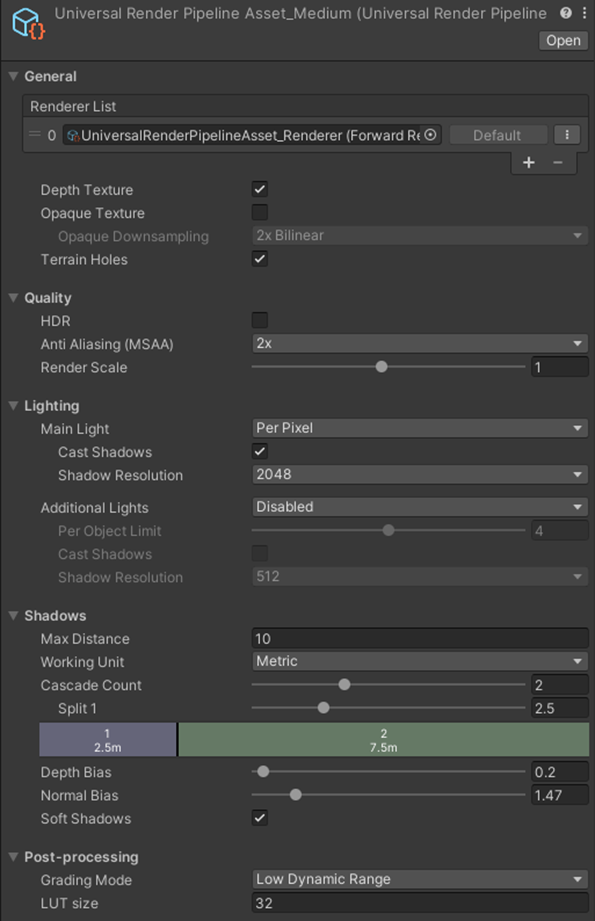 Universal Render Pipeline Asset_Medium (Universal Render Pipeline
Open
General
Renderer List
0 UniversalRenderPipelineAsset_Renderer (Forward Re Default
Depth Texture
Opaque Texture
Opaque Downsampling 2x Bilinear
Terrain Holes
Quality
HDR
Anti Aliasing (MSAA) 2x
Render Scale 1
Lighting
Main Light Per Pixel
Cast Shadows
Shadow Resolution 2048
Additional Lights Disabled
Per Object Limit 4
Cast Shadows
Shadow Resolution 512
Shadows
Max Distance 10
Working Unit Metric
Cascade Count 2
Split 1 2.5
1 2
2.5m 7.5m
Depth Bias 0.2
Normal Bias 1.47
Soft Shadows
Post-processing
Grading Mode Low Dynamic Range
LUT size 32